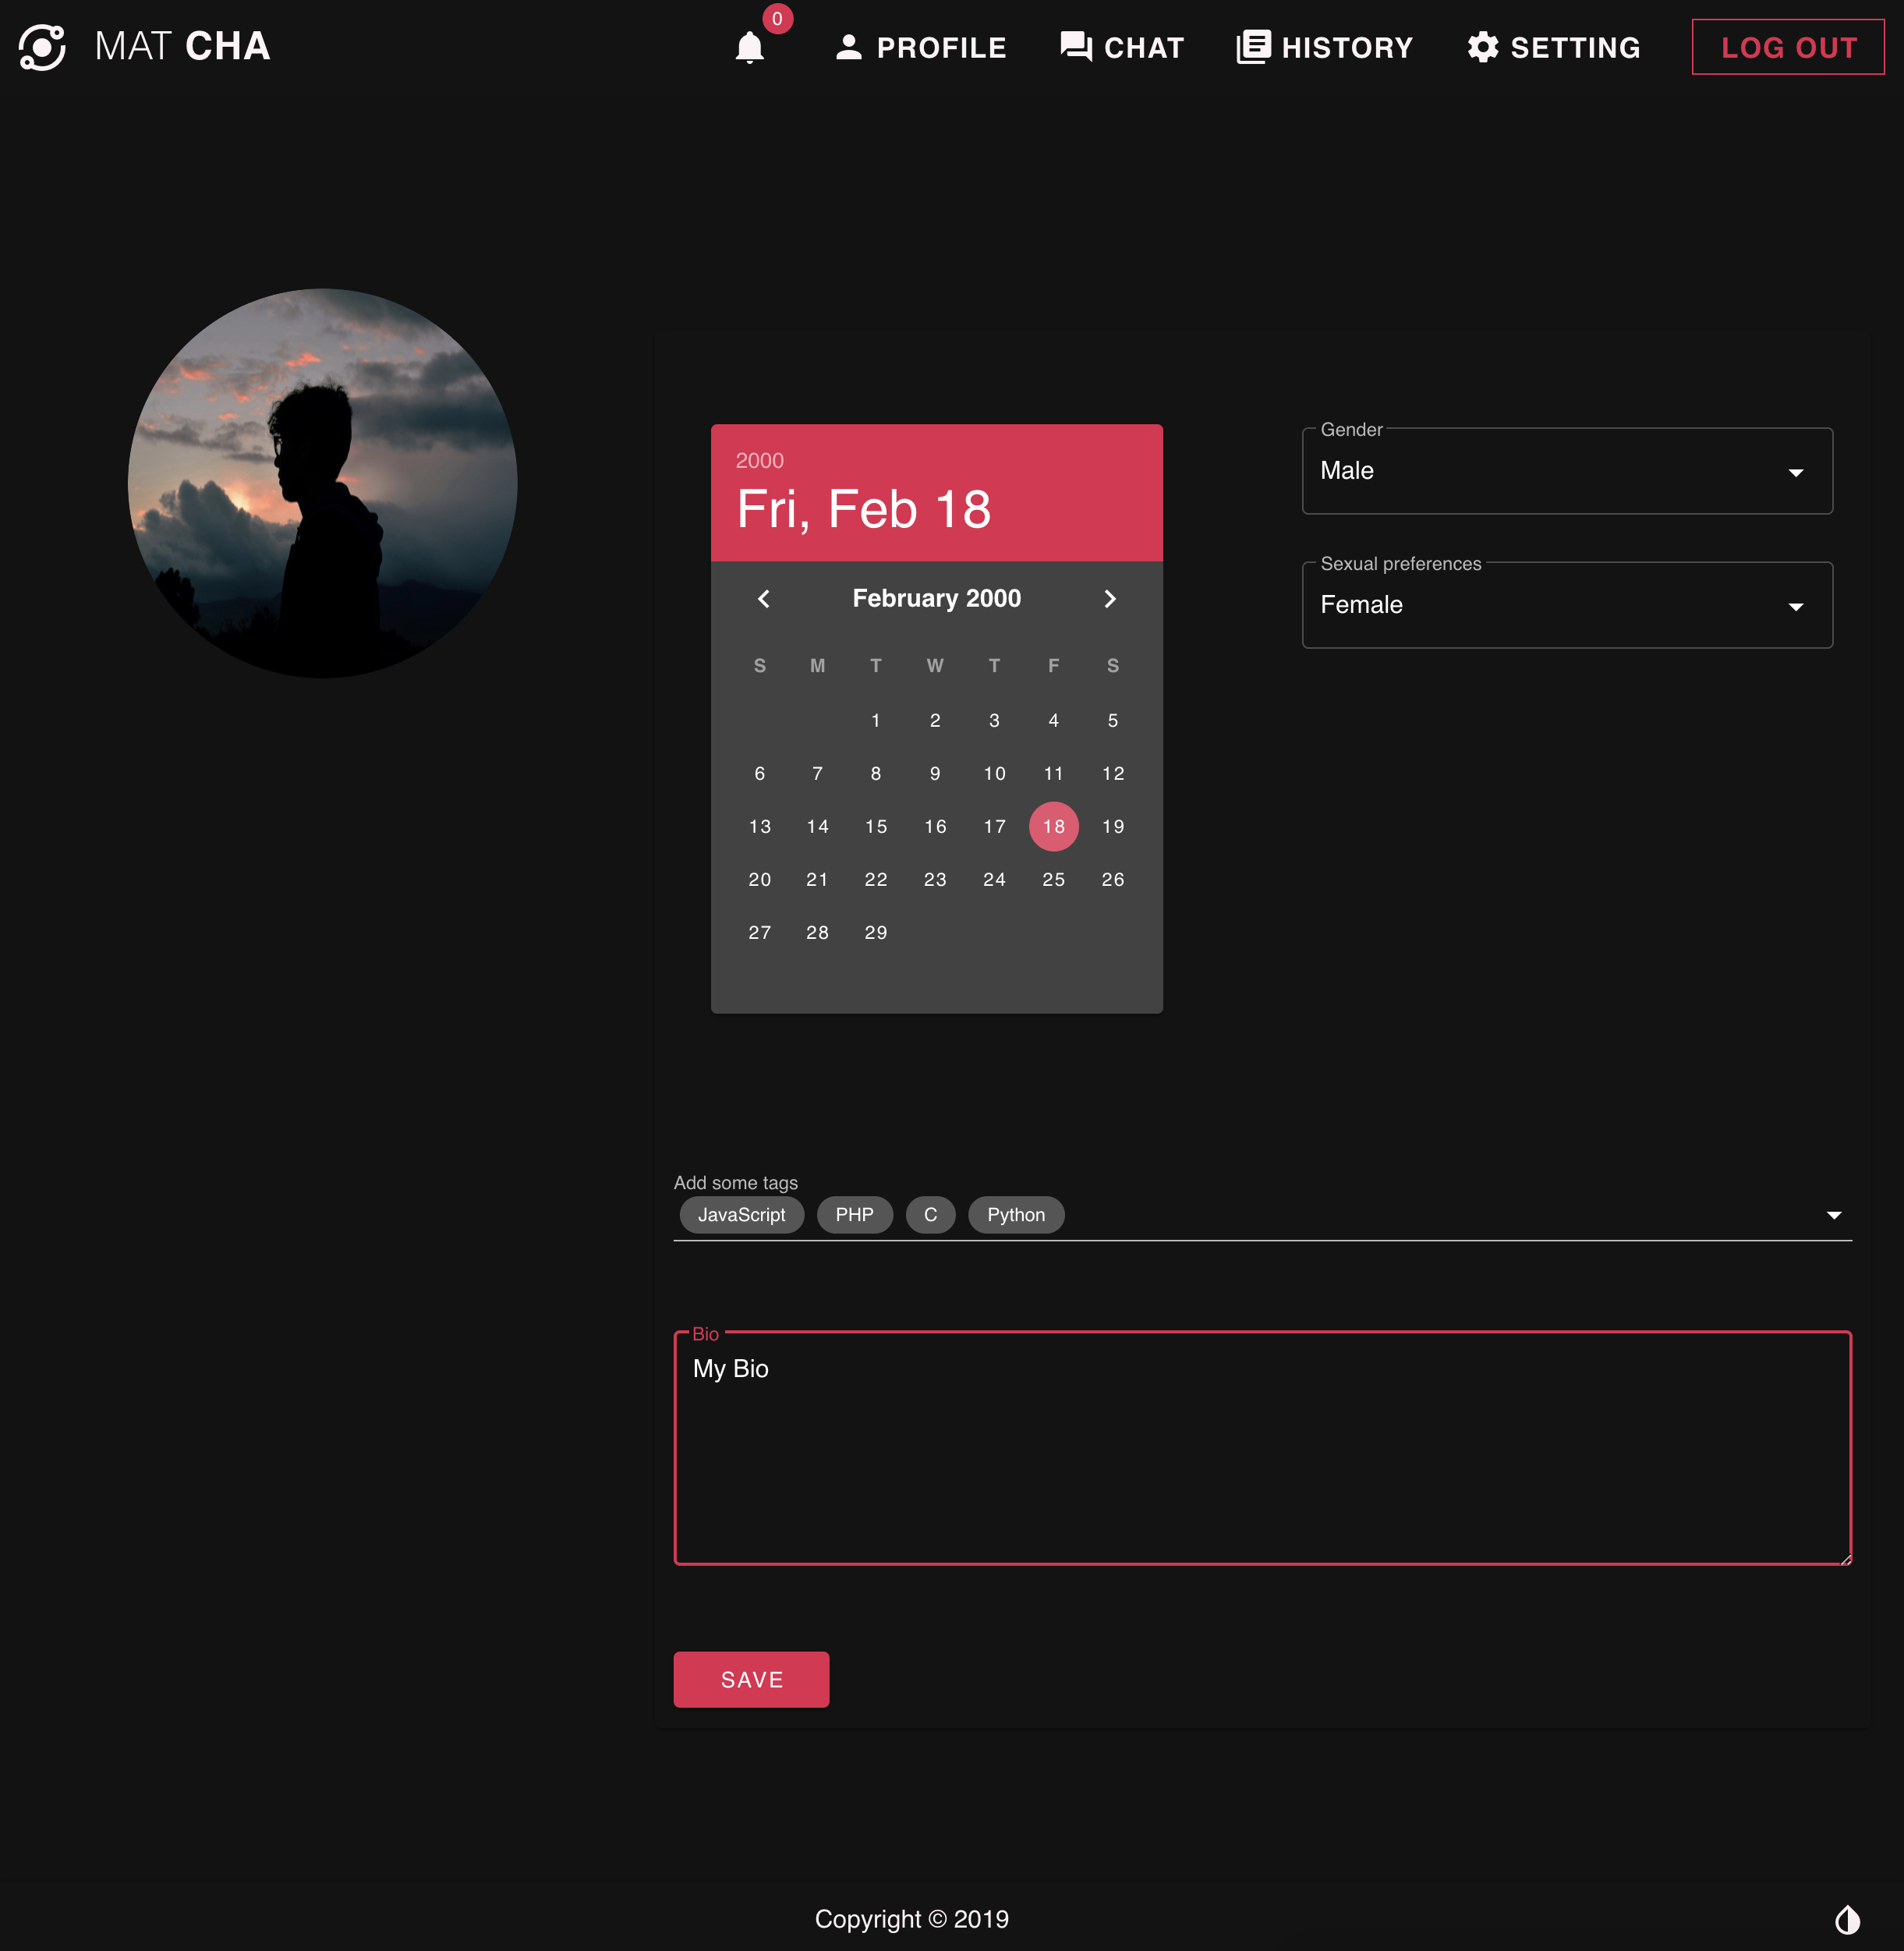 MAT CHA
0
PROFILE
CHAT
HISTORY
SETTING
LOG OUT
2000
Fri, Feb 18
February 2000
S M T W T F S
1 2 3 4 5
6 7 8 9 10 11 12
13 14 15 16 17 18 19
20 21 22 23 24 25 26
27 28 29
Gender
Male
Sexual preferences
Female
Add some tags
JavaScript PHP C Python
Bio
My Bio
SAVE
Copyright © 2019